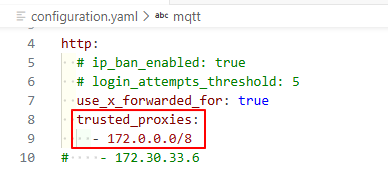 configuration.yaml > abc mqtt
4 http:
5 # ip_ban_enabled: true
6 # login_attempts_threshold: 5
7 use_x_forwarded_for: true
8 trusted_proxies:
9 - 172.0.0.0/8
10 # - 172.30.33.6